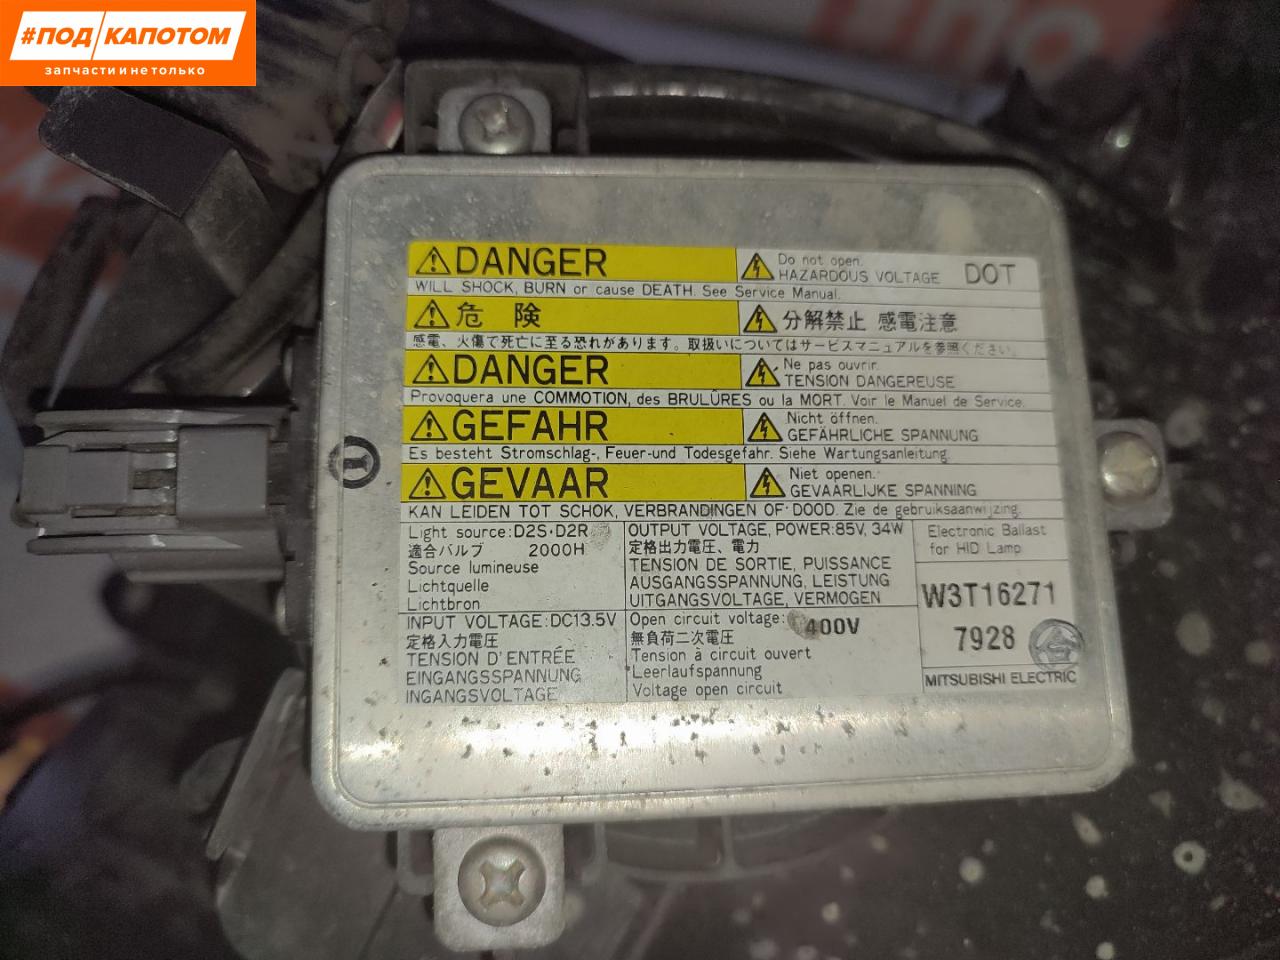 #ПОД КАПОТОМ
запчасти и не только
DANGER
Do not open.
HAZARDOUS VOLTAGE
DOT
WILL SHOCK, BURN or cause DEATH. See Service Manual.
危 険
分解禁止 感電注意
感電、火傷で死亡に至る恐れがあります。取扱いについてはサービスマニュアルを参照ください。
DANGER
Ne pas ouvrir.
TENSION DANGEREUSE
Provoquera une COMMOTION, des BRULÛRES ou la MORT. Voir le Manuel de Service.
GEFAHR
Nicht öffnen.
GEFÄHRLICHE SPANNUNG
Es besteht Stromschlag-, Feuer-und Todesgefahr. Siehe Wartungsanleitung.
GEVAAR
Niet openen.
GEVAARLIJKE SPANNING
KAN LEIDEN TOT SCHOK, VERBRANDINGEN OF DOOD. Zie de gebruiksaanwijzing.
Light source:D2S·D2R
適合バルブ 2000H
Source lumineuse
Lichtquelle
Lichtbron
OUTPUT VOLTAGE, POWER:85V, 34W
定格出力電圧、電力
TENSION DE SORTIE, PUISSANCE
AUSGANGSSPANNUNG, LEISTUNG
UITGANGSVOLTAGE, VERMOGEN
Electronic Ballast
for HID Lamp
W3T16271
7928
MITSUBISHI ELECTRIC
INPUT VOLTAGE:DC13.5V
定格入力電圧
TENSION D'ENTRÉE
EINGANGSSPANNUNG
INGANGSVOLTAGE
Open circuit voltage: 400V
無負荷二次電圧
Tension à circuit ouvert
Leerlaufspannung
Voltage open circuit